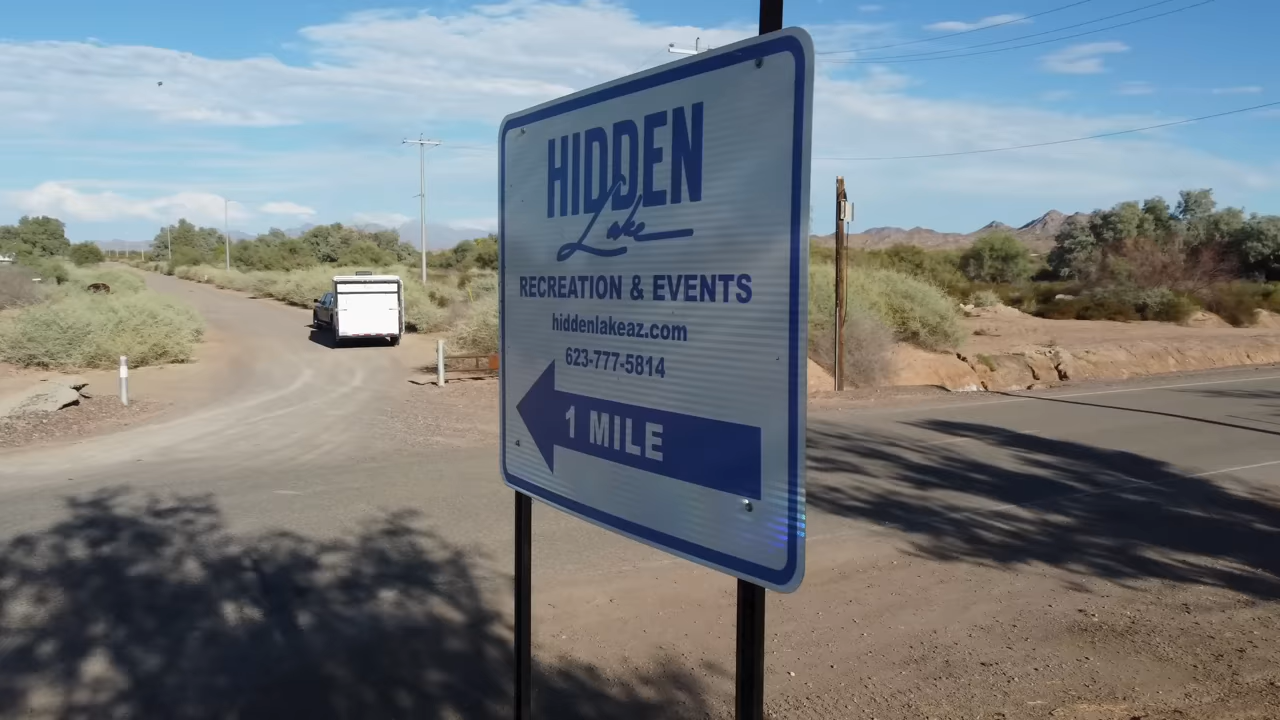 HIDDEN
Lake
RECREATION & EVENTS
hiddenlakeaz.com
623-777-5814
1 MILE